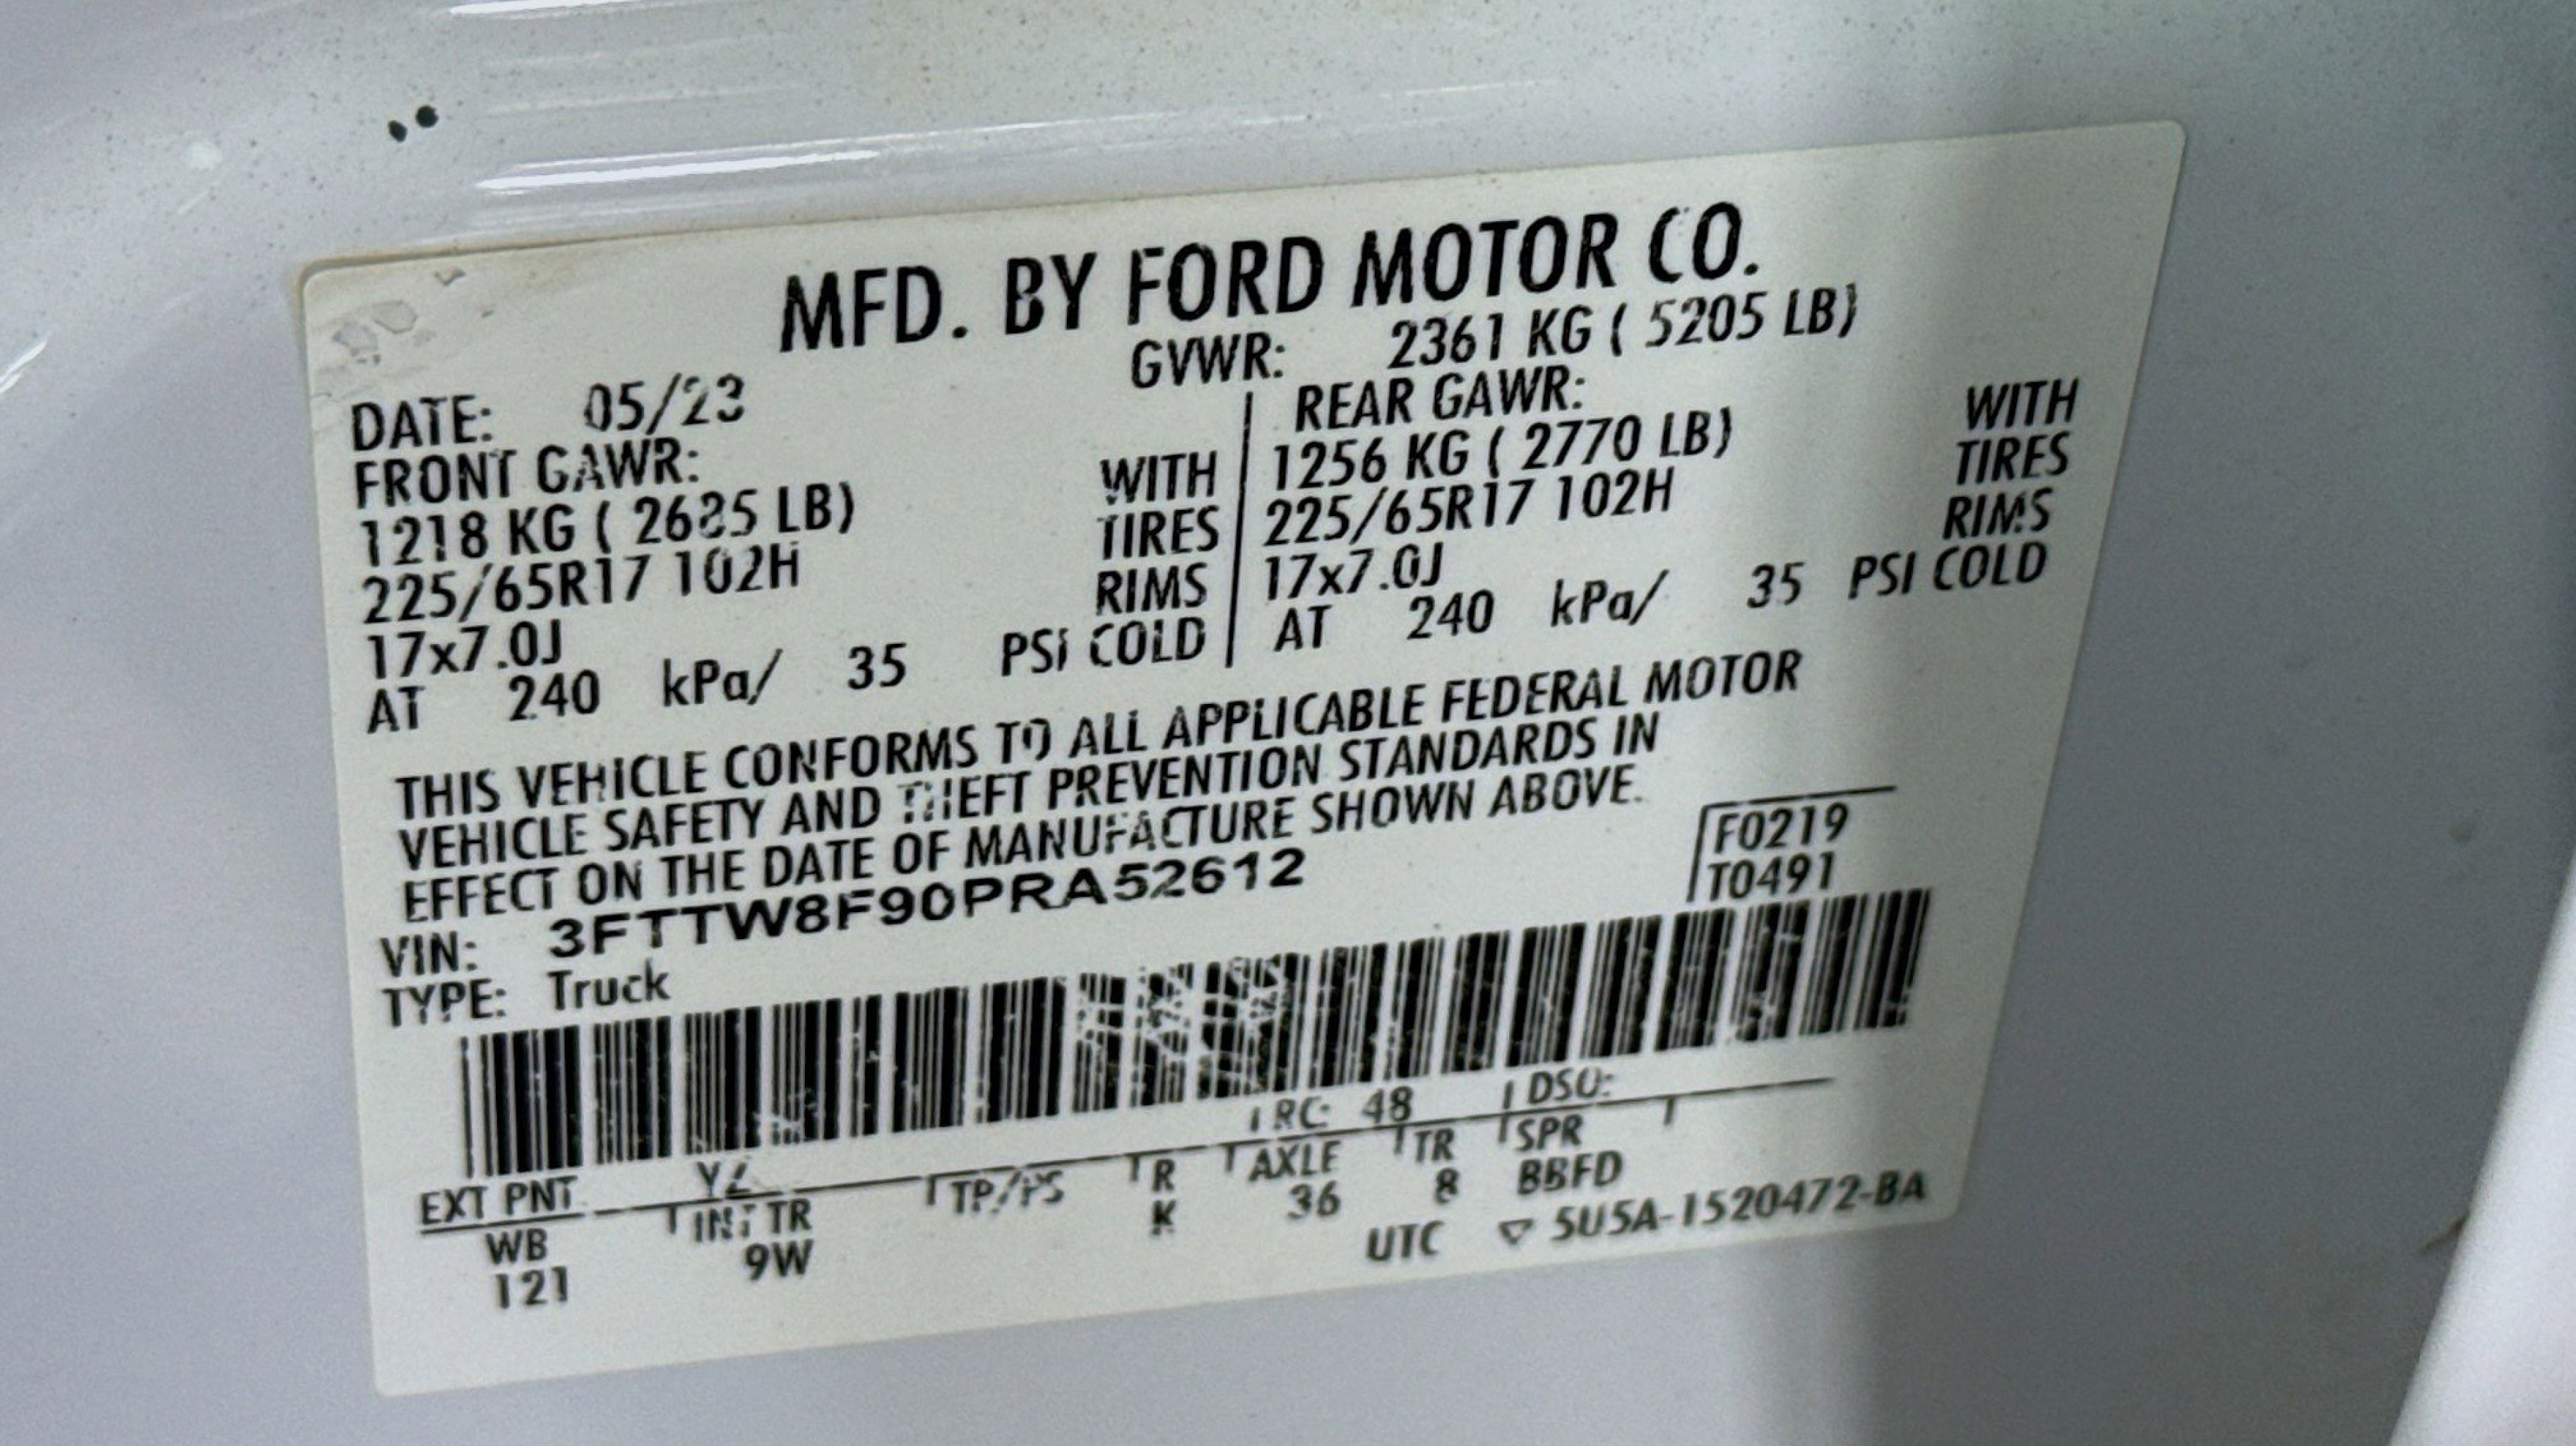 MFD. BY FORD MOTOR CO.
DATE: 05/23 GVWR: 2361 KG ( 5205 LB)
FRONT GAWR: REAR GAWR:
1218 KG ( 2685 LB) WITH 1256 KG ( 2770 LB) WITH
225/65R17 102H TIRES 225/65R17 102H TIRES
17x7.0J RIMS 17x7.0J RIMS
AT 240 kPa/ 35 PSI COLD AT 240 kPa/ 35 PSI COLD
THIS VEHICLE CONFORMS TO ALL APPLICABLE FEDERAL MOTOR
VEHICLE SAFETY AND THEFT PREVENTION STANDARDS IN
EFFECT ON THE DATE OF MANUFACTURE SHOWN ABOVE.
F0219
T0491
VIN: 3FTTW8F90PRA52612
TYPE: Truck
EXT PNT YZ RC: 48 DSO:
WB INT TR TP/PS R AXLE TR SPR
121 9W K 36 8 BBFD
UTC ▽ 5U5A-1520472-BA